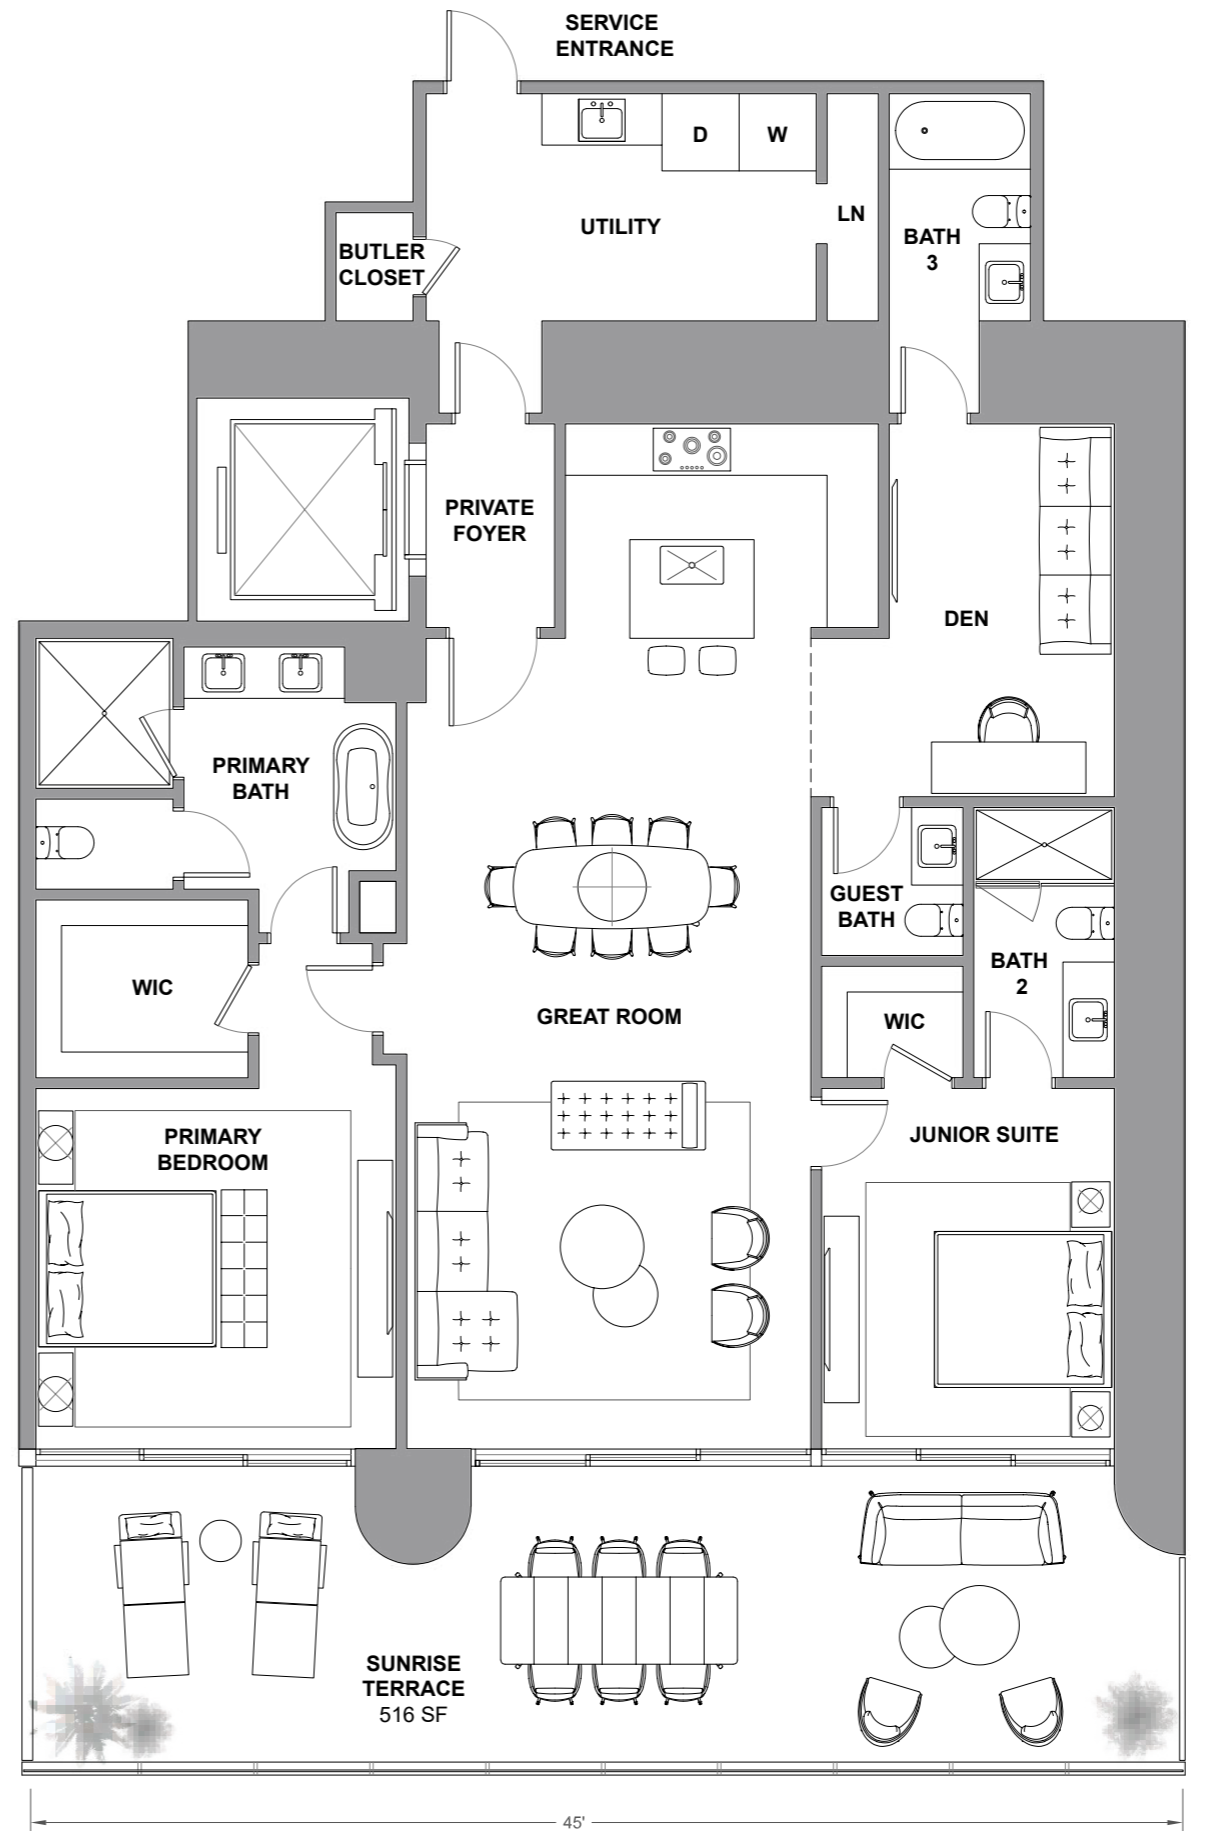 SERVICE
ENTRANCE
D
W
LN
UTILITY
BATH
3
BUTLER
CLOSET
PRIVATE
FOYER
DEN
PRIMARY
BATH
GUEST
BATH
BATH
2
WIC
GREAT ROOM
WIC
PRIMARY
BEDROOM
JUNIOR SUITE
SUNRISE
TERRACE
516 SF
45'